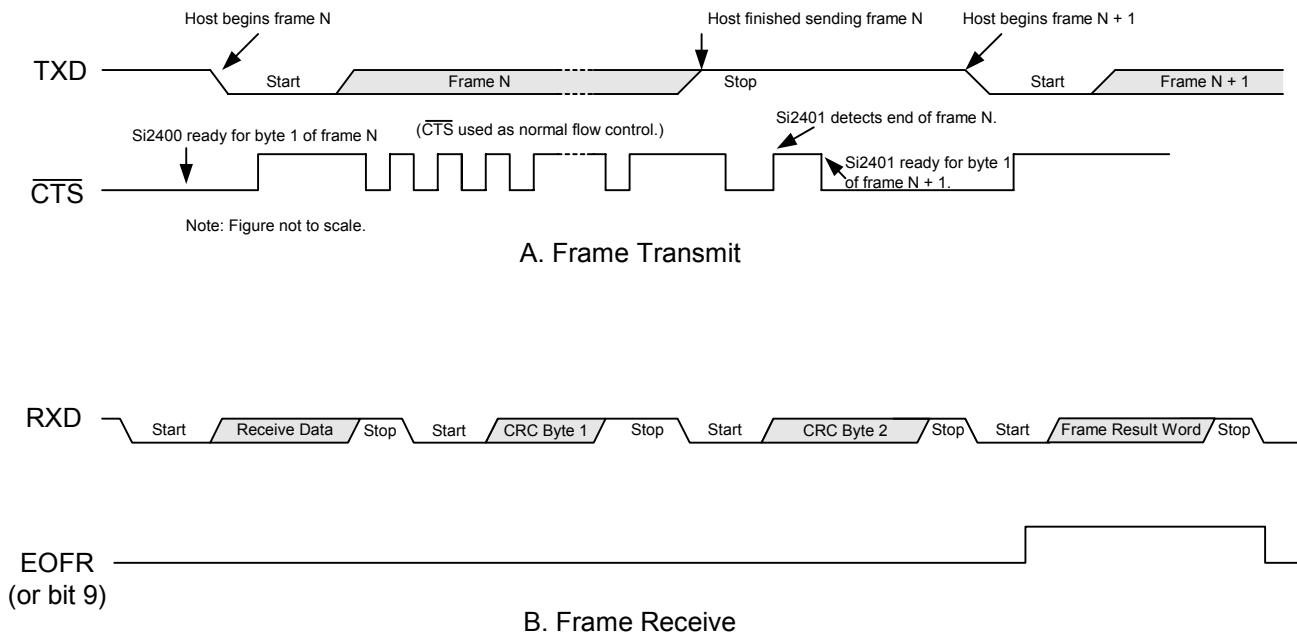 Host begins frame N
Host finished sending frame N
Host begins frame N + 1
TXD
Start
Frame N
Stop
Start
Frame N + 1
Si2400 ready for byte 1 of frame N
(CTS used as normal flow control.)
Si2401 detects end of frame N.
Si2401 ready for byte 1
of frame N + 1.
CTS
Note: Figure not to scale.
A. Frame Transmit
RXD
Start
Receive Data
Stop
Start
CRC Byte 1
Stop
Start
CRC Byte 2
Stop
Start
Frame Result Word
Stop
EOFR
(or bit 9)
B. Frame Receive